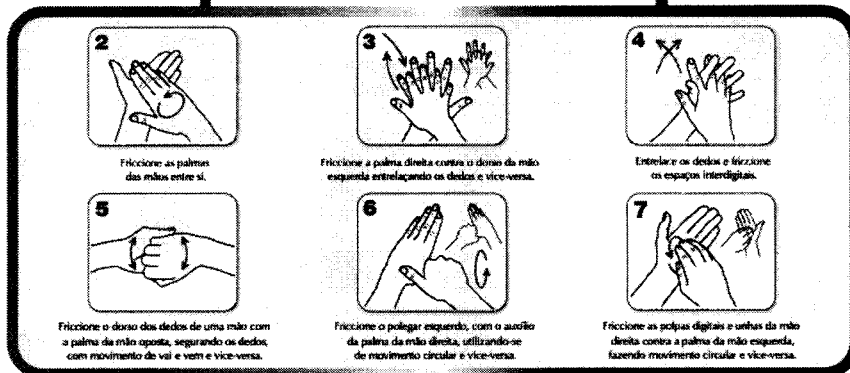 2
Friccione as palmas
das mãos entre si.
3
Friccione a palma direita contra o dorso da mão
esquerda entrelaçando os dedos e vice-versa.
4
Entrelace os dedos e friccione
os espaços interdigitais.
5
Friccione o dorso dos dedos de uma mão com
a palma da mão oposta, segurando os dedos,
com movimento de vai e vem e vice-versa.
6
Friccione o polegar esquerdo, com o auxílio
da palma da mão direita, utilizando-se
de movimento circular e vice-versa.
7
Friccione as polpas digitais e unhas da mão
direita contra a palma da mão esquerda,
fazendo movimento circular e vice-versa.